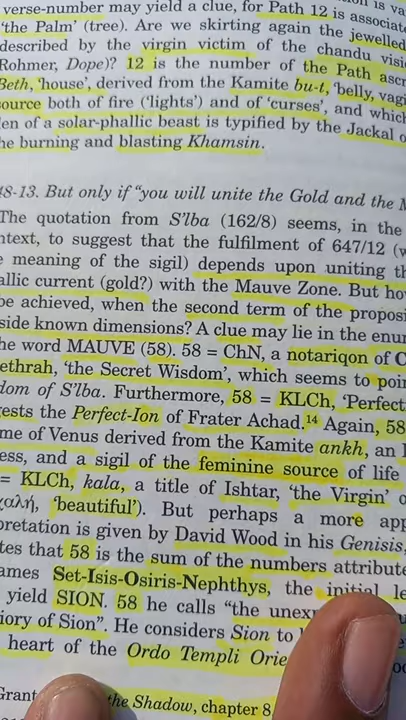 verse-number may yield a clue, for Path 12 is associat
'the Palm' (tree). Are we skirting again the jewelled
described by the virgin victim of the chandu visi
Rohmer, Dope)? 12 is the number of the Path ascr
Beth, 'house', derived from the Kamite bu-t, 'belly, vagi
source both of fire ('lights') and of 'curses', and which
en of a solar-phallic beast is typified by the Jackal o
he burning and blasting Khamsin.
48-13. But only if "you will unite the Gold and the M
The quotation from S'lba (162/8) seems, in the
ntext, to suggest that the fulfilment of 647/12 (w
e meaning of the sigil) depends upon uniting th
allic current (gold?) with the Mauve Zone. But ho
be achieved, when the second term of the proposi
side known dimensions? A clue may lie in the enu
he word MAUVE (58). 58 = ChN, a notariqon of C
ethrah, 'the Secret Wisdom', which seems to poin
dom of S'lba. Furthermore, 58 = KLCh, 'Perfect
ests the Perfect-Ion of Frater Achad.14 Again, 58
me of Venus derived from the Kamite ankh, an I
ess, and a sigil of the feminine source of life
= KLCh, kala, a title of Ishtar, 'the Virgin' o
χαλή, 'beautiful'). But perhaps a more app
pretation is given by David Wood in his Genisis,
tes that 58 is the sum of the numbers attribute
ames Set-Isis-Osiris-Nephthys, the initial le
yield SION. 58 he calls "the unexp
iory of Sion". He considers Sion to
heart of the Ordo Templi Orie
Grant
the Shadow, chapter 8